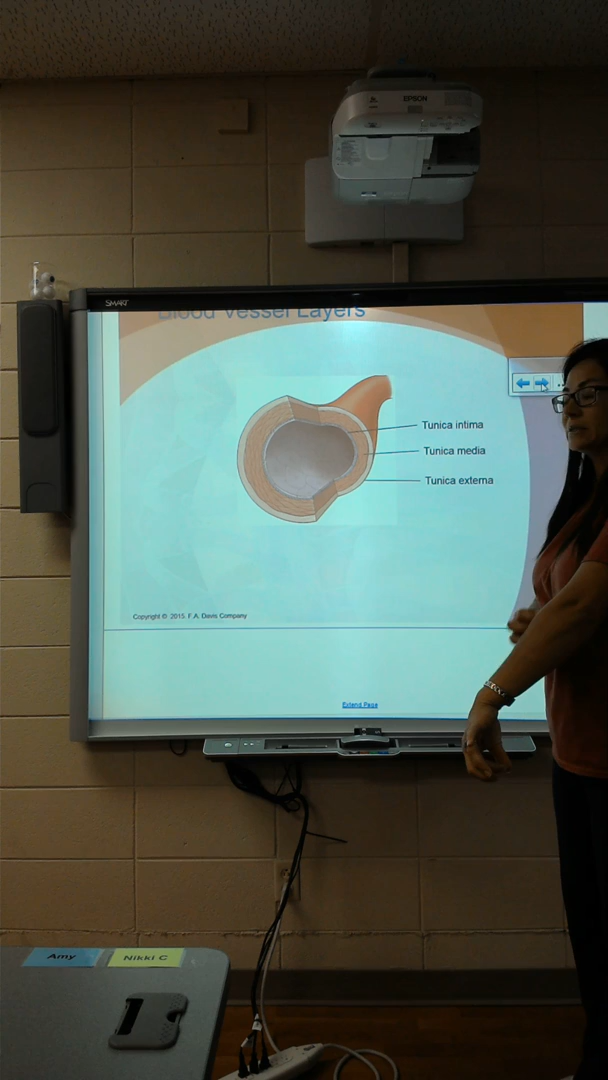 EPSON
SMART
Blood Vessel Layers
Tunica intima
Tunica media
Tunica externa
Copyright © 2015. F.A. Davis Company
Extend Page
Amy
Nikki C